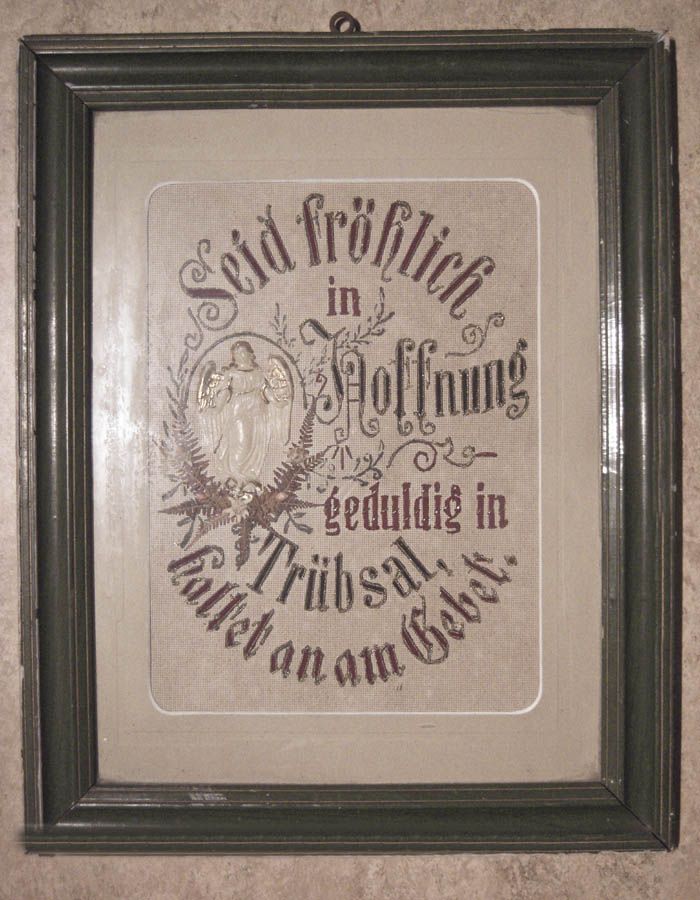 Seid fröhlich
in
Hoffnung
geduldig in
Trübsal,
haltet an am Gebet.